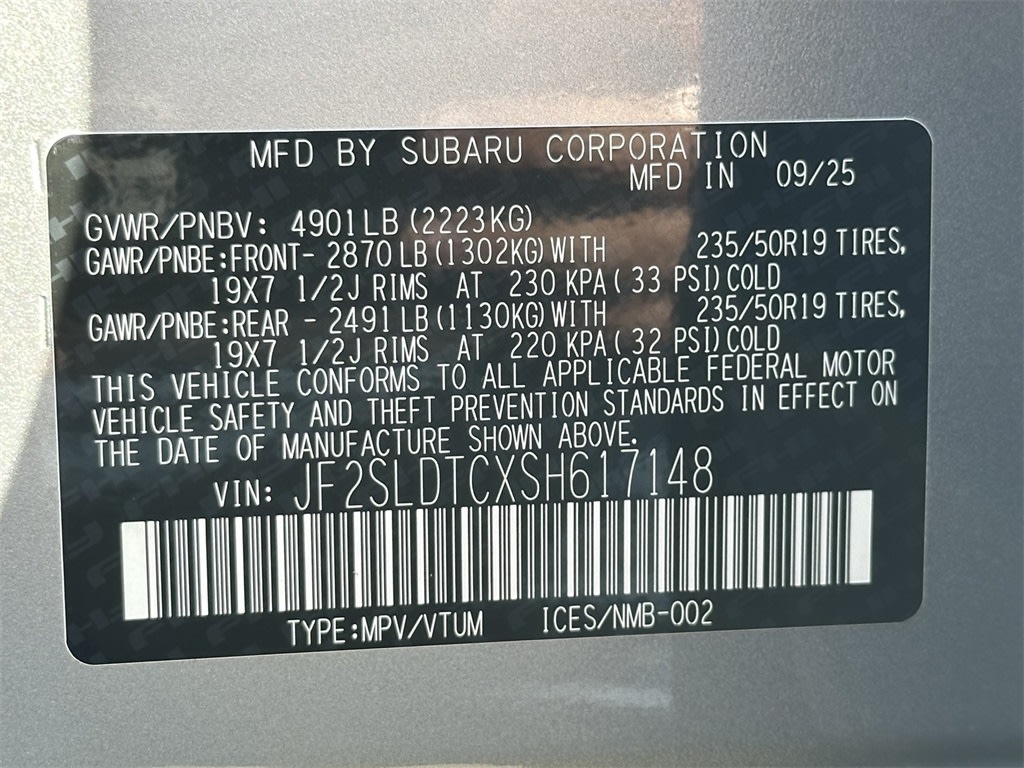 MFD BY SUBARU CORPORATION
MFD IN 09/25
GVWR/PNBV: 4901LB(2223KG)
GAWR/PNBE:FRONT- 2870LB(1302KG)WITH 235/50R19 TIRES,
19X7 1/2J RIMS AT 230 KPA(33 PSI)COLD
GAWR/PNBE:REAR - 2491LB(1130KG)WITH 235/50R19 TIRES,
19X7 1/2J RIMS AT 220 KPA(32 PSI)COLD
THIS VEHICLE CONFORMS TO ALL APPLICABLE FEDERAL MOTOR
VEHICLE SAFETY AND THEFT PREVENTION STANDARDS IN EFFECT ON
THE DATE OF MANUFACTURE SHOWN ABOVE.
VIN: JF2SLDTCXSH617148
TYPE:MPV/VTUM ICES/NMB-002